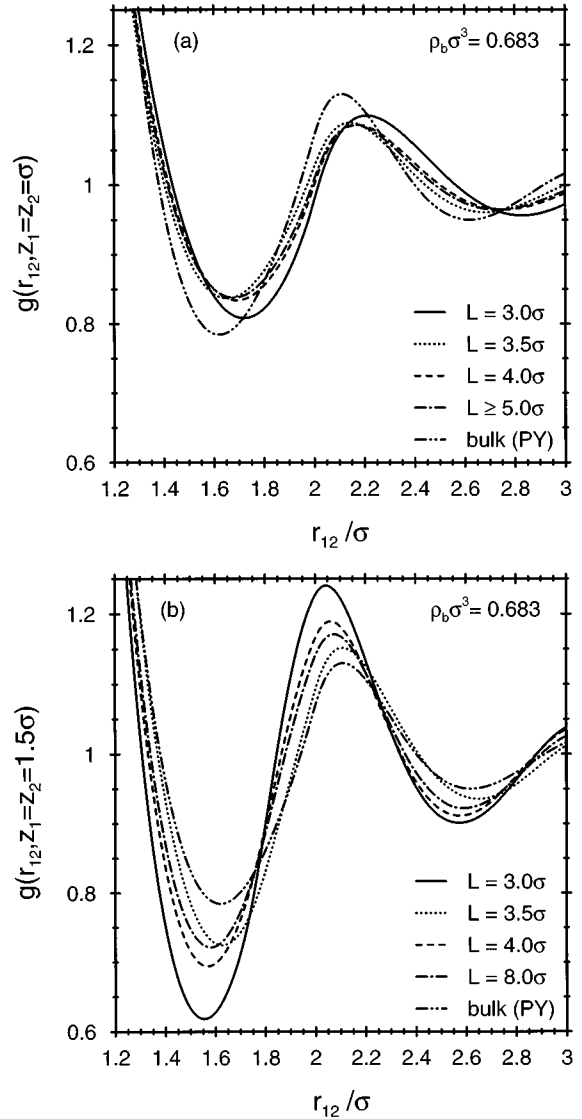 (a)
ρbσ³ = 0.683
1.2
1
0.8
0.6
g(r12,z1=z2=σ)
L = 3.0σ
L = 3.5σ
L = 4.0σ
L ≥ 5.0σ
bulk (PY)
1.2 1.4 1.6 1.8 2 2.2 2.4 2.6 2.8 3
r12/σ
(b)
ρbσ³ = 0.683
1.2
1
0.8
0.6
g(r12,z1=z2=1.5σ)
L = 3.0σ
L = 3.5σ
L = 4.0σ
L = 8.0σ
bulk (PY)
1.2 1.4 1.6 1.8 2 2.2 2.4 2.6 2.8 3
r12/σ